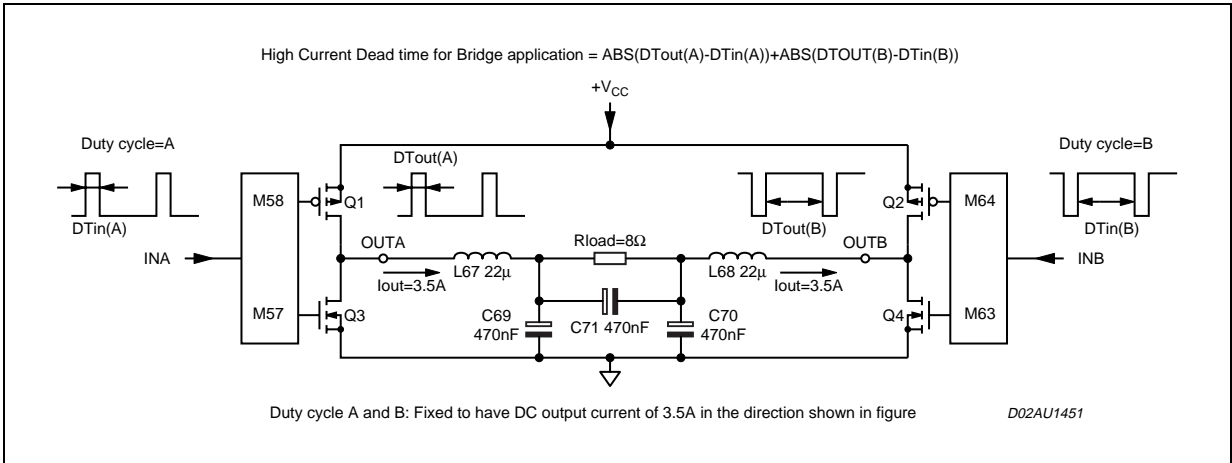 High Current Dead time for Bridge application = ABS(DTout(A)-DTin(A))+ABS(DTOUT(B)-DTin(B))
+VCC
Duty cycle=A
DTout(A)
Duty cycle=B
M58
Q1
Q2
M64
DTin(A)
DTout(B)
DTin(B)
INA
OUTA
Rload=8Ω
OUTB
INB
L67 22μ
L68 22μ
Iout=3.5A
Iout=3.5A
M57
Q3
C69
470nF
C71 470nF
C70
470nF
Q4
M63
Duty cycle A and B: Fixed to have DC output current of 3.5A in the direction shown in figure
D02AU1451